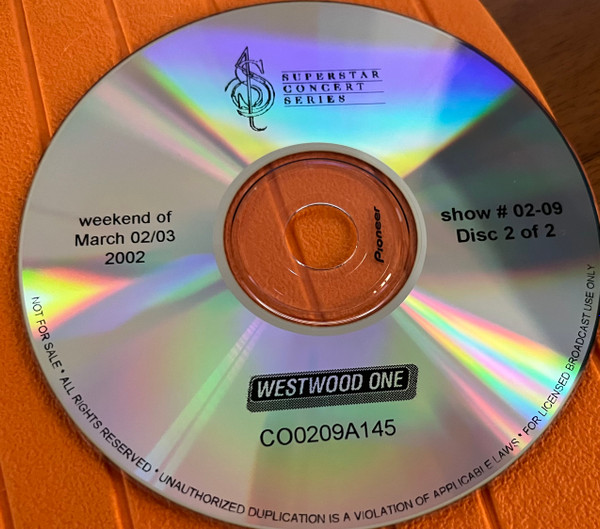 SUPERSTAR
CONCERT
SERIES
weekend of
March 02/03
2002
show # 02-09
Disc 2 of 2
Pioneer
WESTWOOD ONE
CO0209A145
NOT FOR SALE • ALL RIGHTS RESERVED • UNAUTHORIZED DUPLICATION IS A VIOLATION OF APPLICABLE LAWS • FOR LICENSED BROADCAST USE ONLY